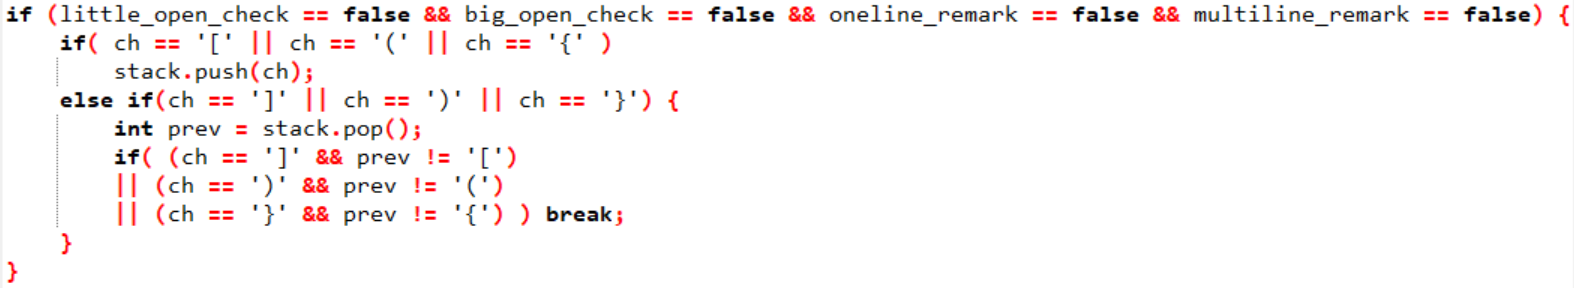 if (little_open_check == false && big_open_check == false && oneline_remark == false && multiline_remark == false) {
    if( ch == '[' || ch == '(' || ch == '{' )
        stack.push(ch);
    else if(ch == ']' || ch == ')' || ch == '}') {
        int prev = stack.pop();
        if( (ch == ']' && prev != '[')
        || (ch == ')' && prev != '(')
        || (ch == '}' && prev != '{') ) break;
    }
}